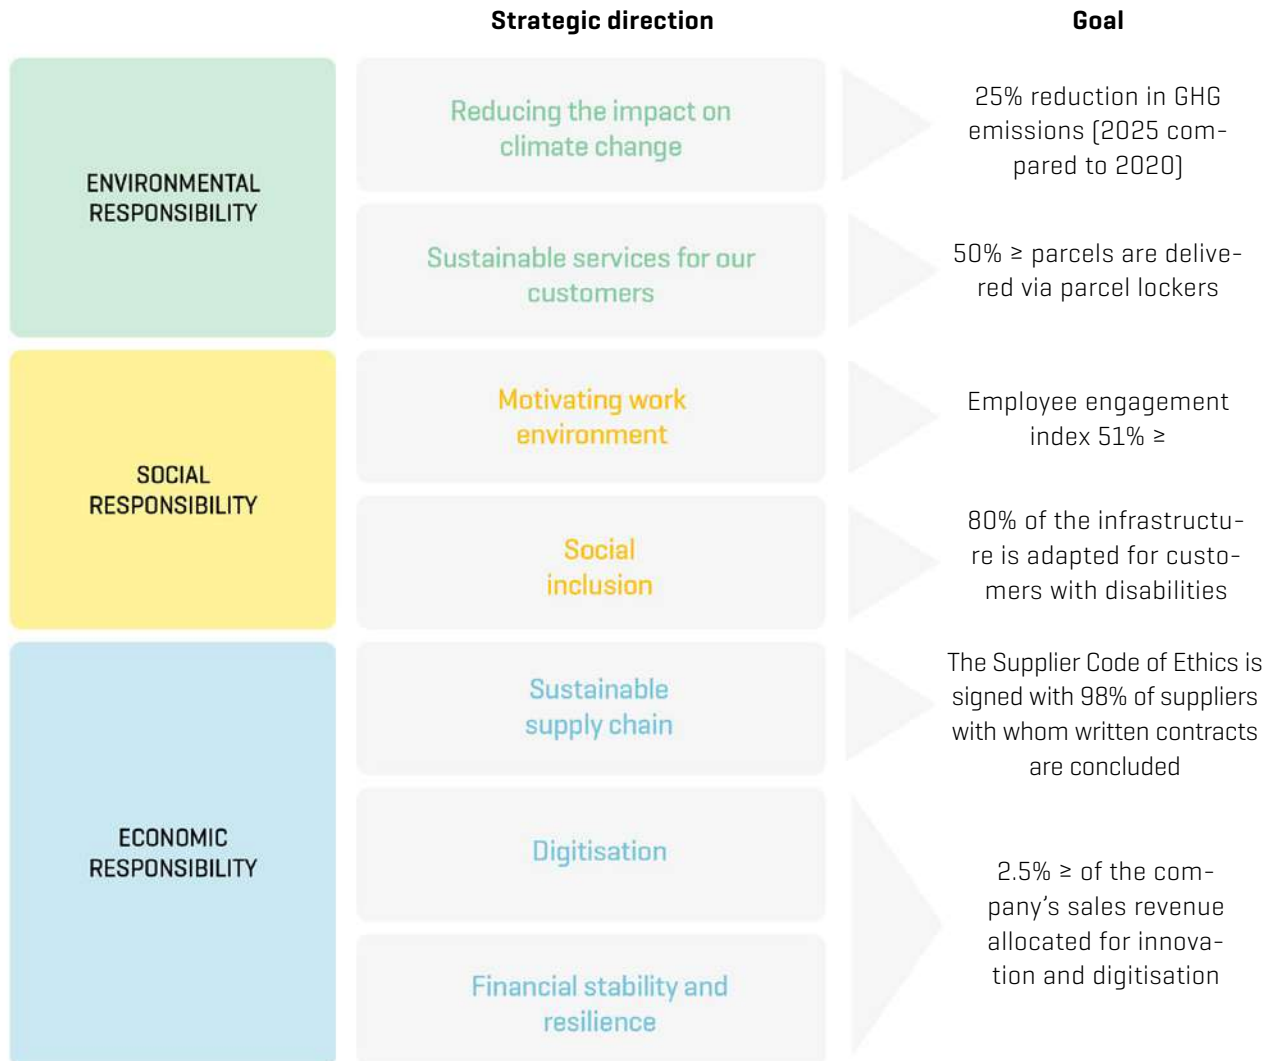 Strategic direction
Goal
ENVIRONMENTAL
RESPONSIBILITY
Reducing the impact on
climate change
25% reduction in GHG
emissions (2025 com-
pared to 2020)
Sustainable services for our
customers
50% ≥ parcels are delive-
red via parcel lockers
SOCIAL
RESPONSIBILITY
Motivating work
environment
Employee engagement
index 51% ≥
Social
inclusion
80% of the infrastructu-
re is adapted for custo-
mers with disabilities
ECONOMIC
RESPONSIBILITY
Sustainable
supply chain
The Supplier Code of Ethics is
signed with 98% of suppliers
with whom written contracts
are concluded
Digitisation
Financial stability and
resilience
2.5% ≥ of the com-
pany's sales revenue
allocated for innova-
tion and digitisation